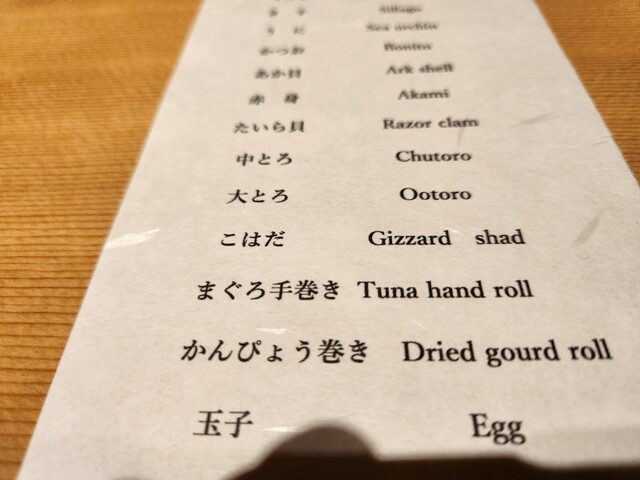 かつお Bonito
あか貝 Ark shell
赤身 Akami
たいら貝 Razor clam
中とろ Chutoro
大とろ Ootoro
こはだ Gizzard shad
まぐろ手巻き Tuna hand roll
かんぴょう巻き Dried gourd roll
玉子 Egg